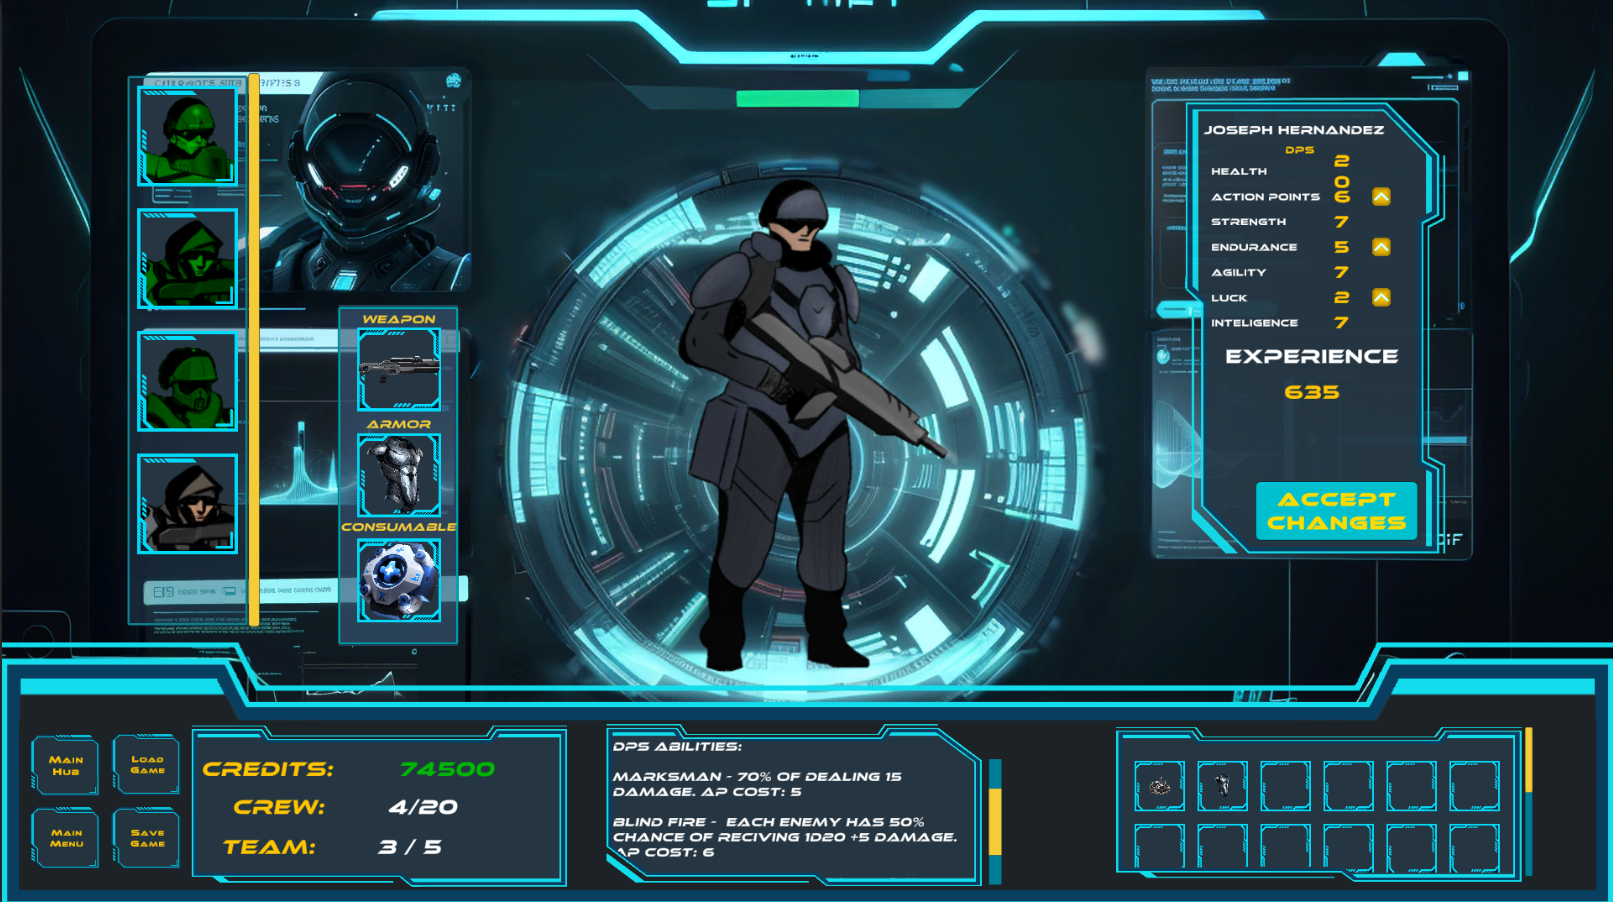 JOSEPH HERNANDEZ
DPS
HEALTH 20
ACTION POINTS 6
STRENGTH 7
ENDURANCE 5
AGILITY 7
LUCK 2
INTELIGENCE 7
EXPERIENCE
635
ACCEPT
CHANGES
WEAPON
ARMOR
CONSUMABLE
MAIN
HUB
LOAD
GAME
MAIN
MENU
SAVE
GAME
CREDITS: 74500
CREW: 4/20
TEAM: 3 / 5
DPS ABILITIES:
MARKSMAN - 70% OF DEALING 15
DAMAGE. AP COST: 5
BLIND FIRE - EACH ENEMY HAS 50%
CHANCE OF RECIVING 1D20 +5 DAMAGE.
AP COST: 6